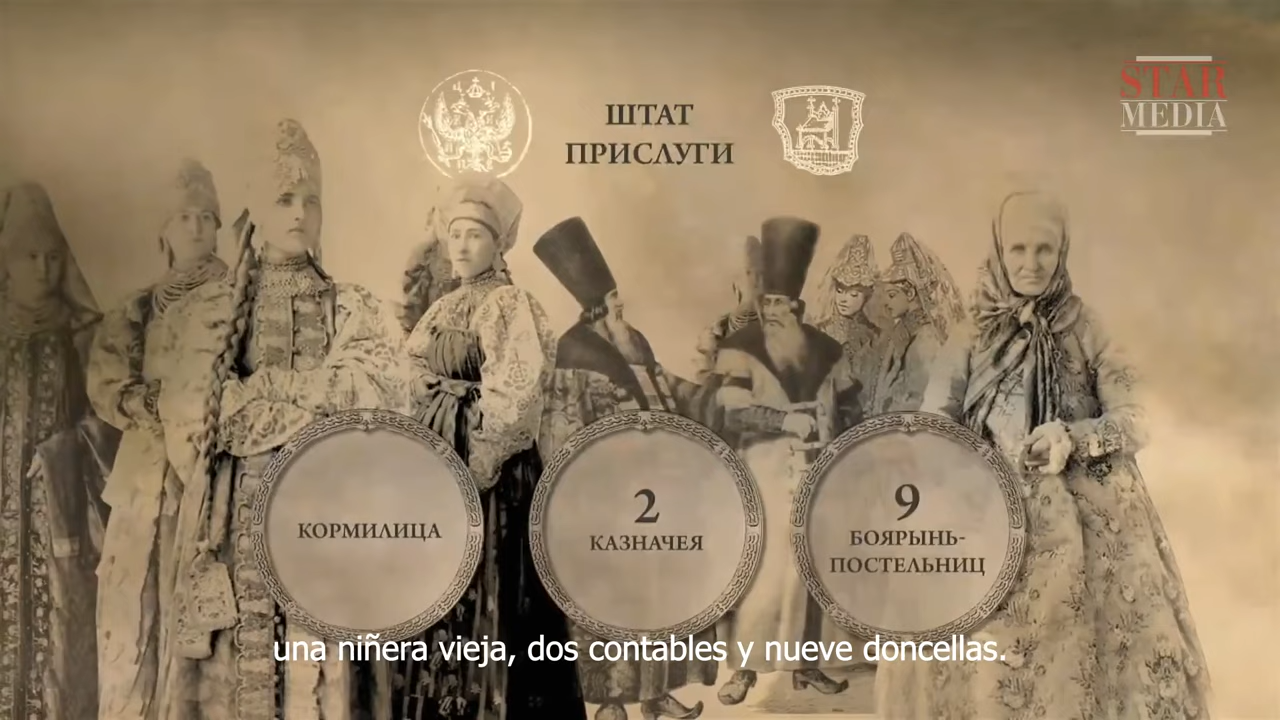 ШТАТ
ПРИСЛУГИ
STAR
MEDIA
КОРМИЛИЦА
2
КАЗНАЧЕЯ
9
БОЯРЫНЬ-
ПОСТЕЛЬНИЦ
una niñera vieja, dos contables y nueve doncellas.